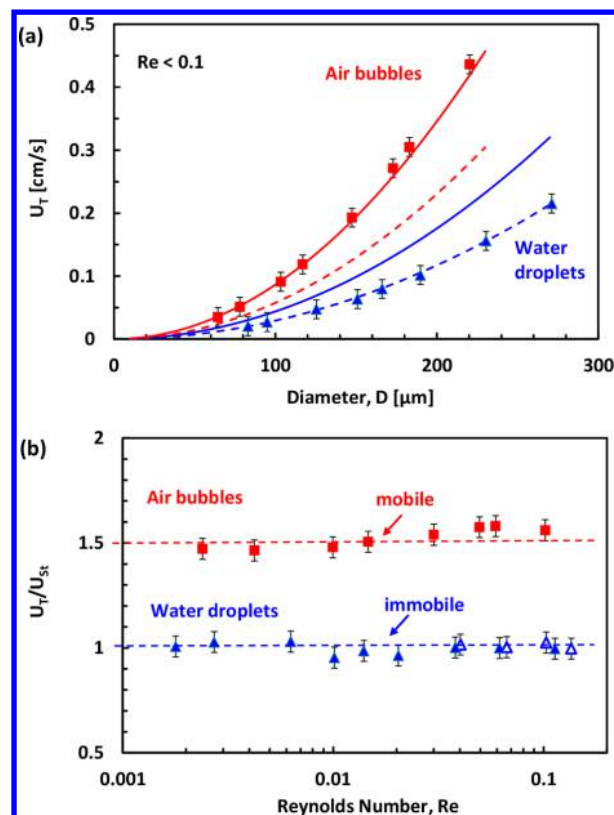 (a)
Re < 0.1
Air bubbles
Water
droplets
U_T [cm/s]
0.5
0.4
0.3
0.2
0.1
0
0 100 200 300
Diameter, D [µm]
(b)
Air bubbles
mobile
Water droplets
immobile
U_T/U_St
2
1.5
1
0.5
0.001 0.01 0.1
Reynolds Number, Re